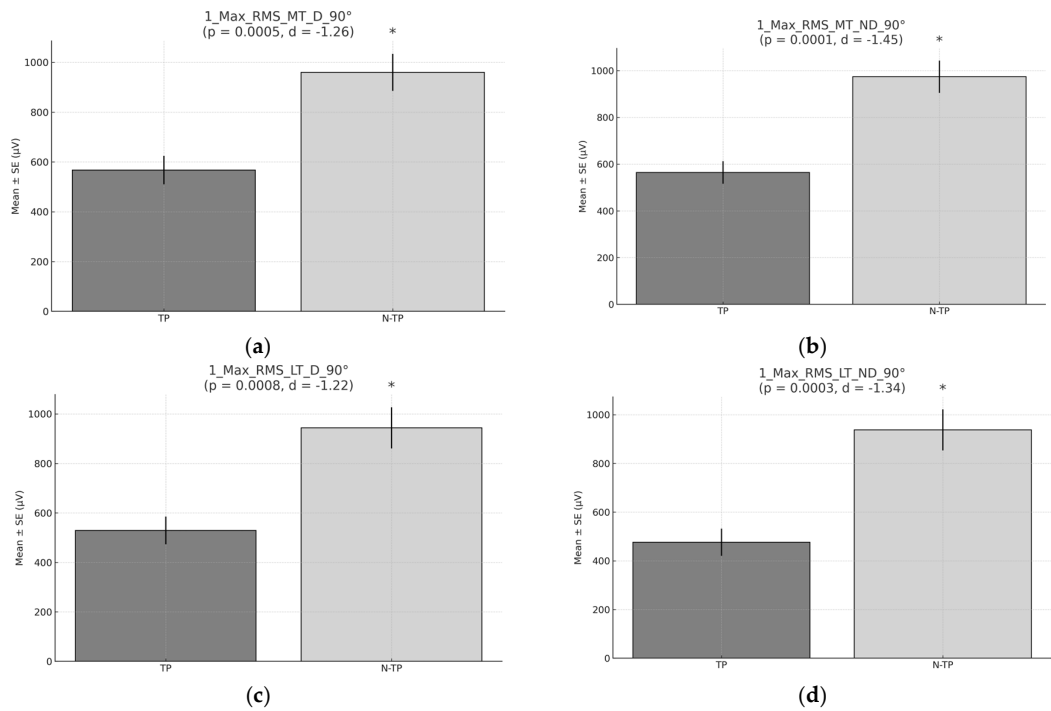 1_Max_RMS_MT_D_90°
(p = 0.0005, d = -1.26)
*
1000
800
600
400
200
0
Mean ± SE (µV)
TP
N-TP
(a)
1_Max_RMS_MT_ND_90°
(p = 0.0001, d = -1.45)
*
1000
800
600
400
200
0
Mean ± SE (µV)
TP
N-TP
(b)
1_Max_RMS_LT_D_90°
(p = 0.0008, d = -1.22)
*
1000
800
600
400
200
0
Mean ± SE (µV)
TP
N-TP
(c)
1_Max_RMS_LT_ND_90°
(p = 0.0003, d = -1.34)
*
1000
800
600
400
200
0
Mean ± SE (µV)
TP
N-TP
(d)